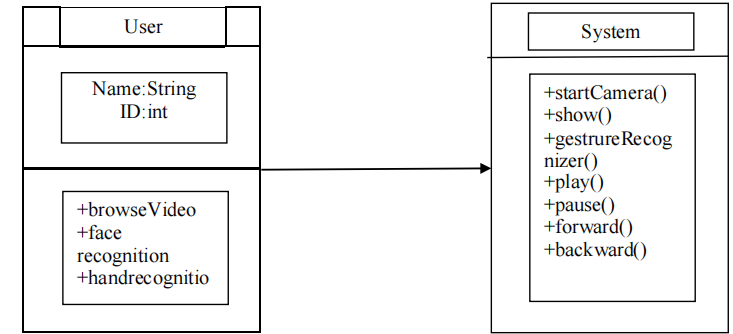 User
Name:String
ID:int
+browseVideo
+face
recognition
+handrecognitio
System
+startCamera()
+show()
+gestrureRecog
nizer()
+play()
+pause()
+forward()
+backward()